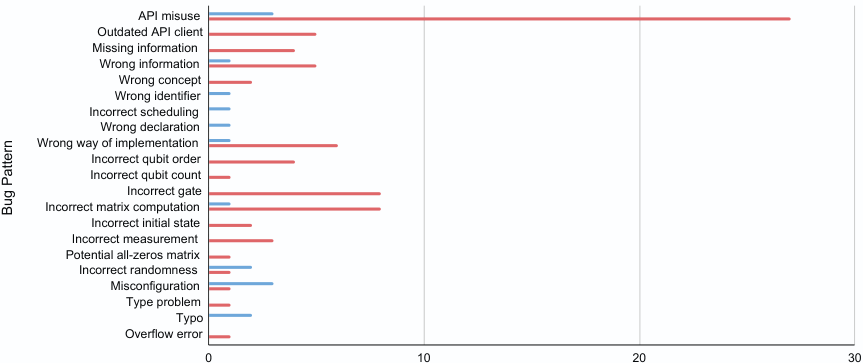 API misuse
Outdated API client
Missing information
Wrong information
Wrong concept
Wrong identifier
Incorrect scheduling
Wrong declaration
Wrong way of implementation
Incorrect qubit order
Incorrect qubit count
Incorrect gate
Incorrect matrix computation
Incorrect initial state
Incorrect measurement
Potential all-zeros matrix
Incorrect randomness
Misconfiguration
Type problem
Typo
Overflow error
Bug Pattern
0 10 20 30